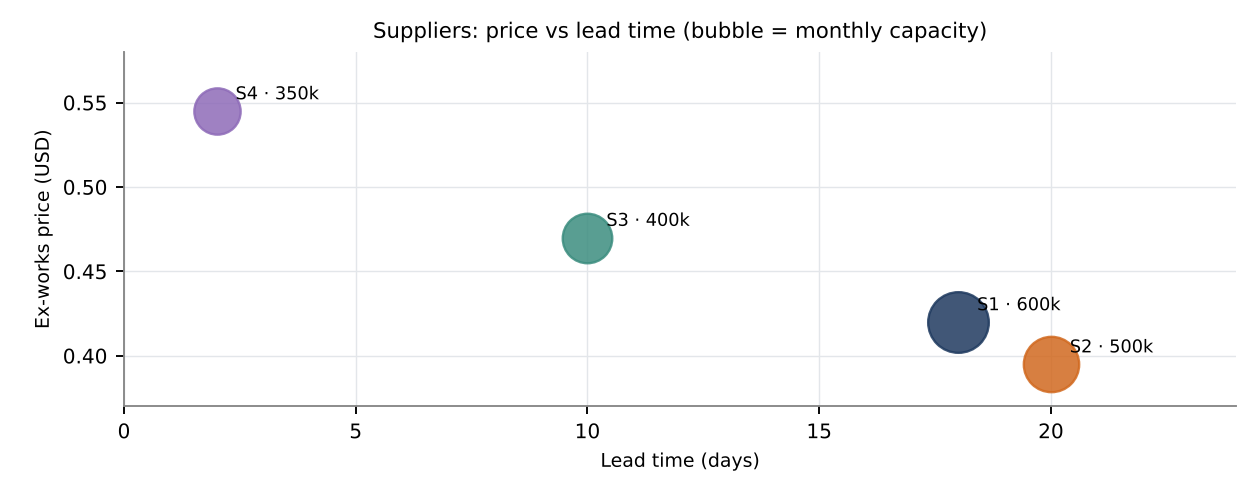 Suppliers: price vs lead time (bubble = monthly capacity)
Ex-works price (USD)
0.55
0.50
0.45
0.40
S4 · 350k
S3 · 400k
S1 · 600k
S2 · 500k
0 5 10 15 20
Lead time (days)